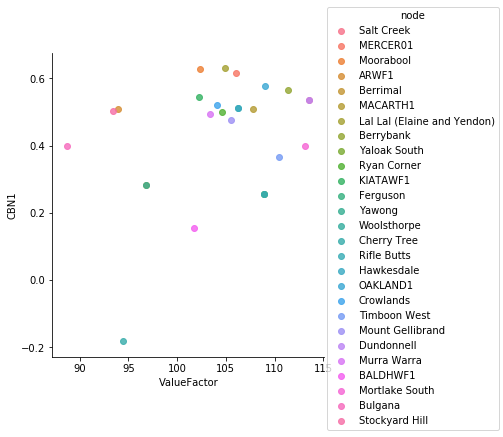 node
Salt Creek
MERCER01
Moorabool
ARWF1
Berrimal
MACARTH1
Lal Lal (Elaine and Yendon)
Berrybank
Yaloak South
Ryan Corner
KIATAWF1
Ferguson
Yawong
Woolsthorpe
Cherry Tree
Rifle Butts
Hawkesdale
OAKLAND1
Crowlands
Timboon West
Mount Gellibrand
Dundonnell
Murra Warra
BALDHWF1
Mortlake South
Bulgana
Stockyard Hill
CBN1
0.6
0.4
0.2
0.0
−0.2
90 95 100 105 110 115
ValueFactor